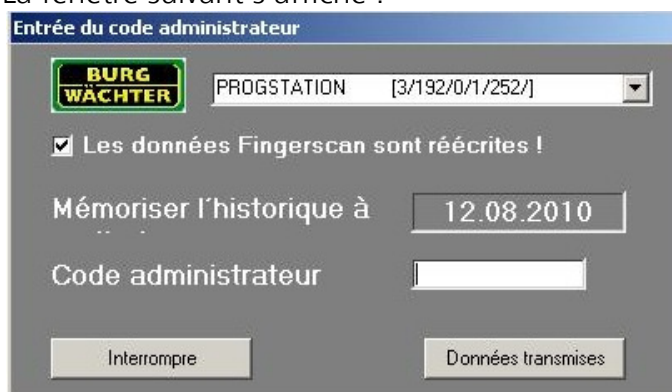 La fenêtre suivant s'affiche :
Entrée du code administrateur
BURG
WÄCHTER
PROGSTATION [3/192/0/1/252/]
Les données Fingerscan sont réécrites !
Mémoriser l´historique à
12.08.2010
Code administrateur
Interrompre
Données transmises